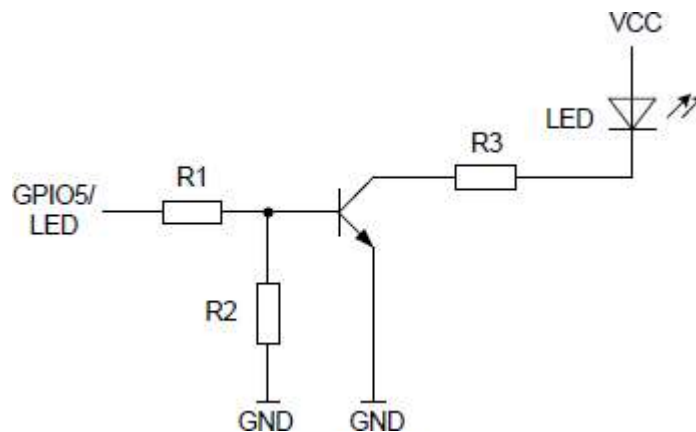 VCC
LED
R3
R1
GPIO5/
LED
R2
GND
GND